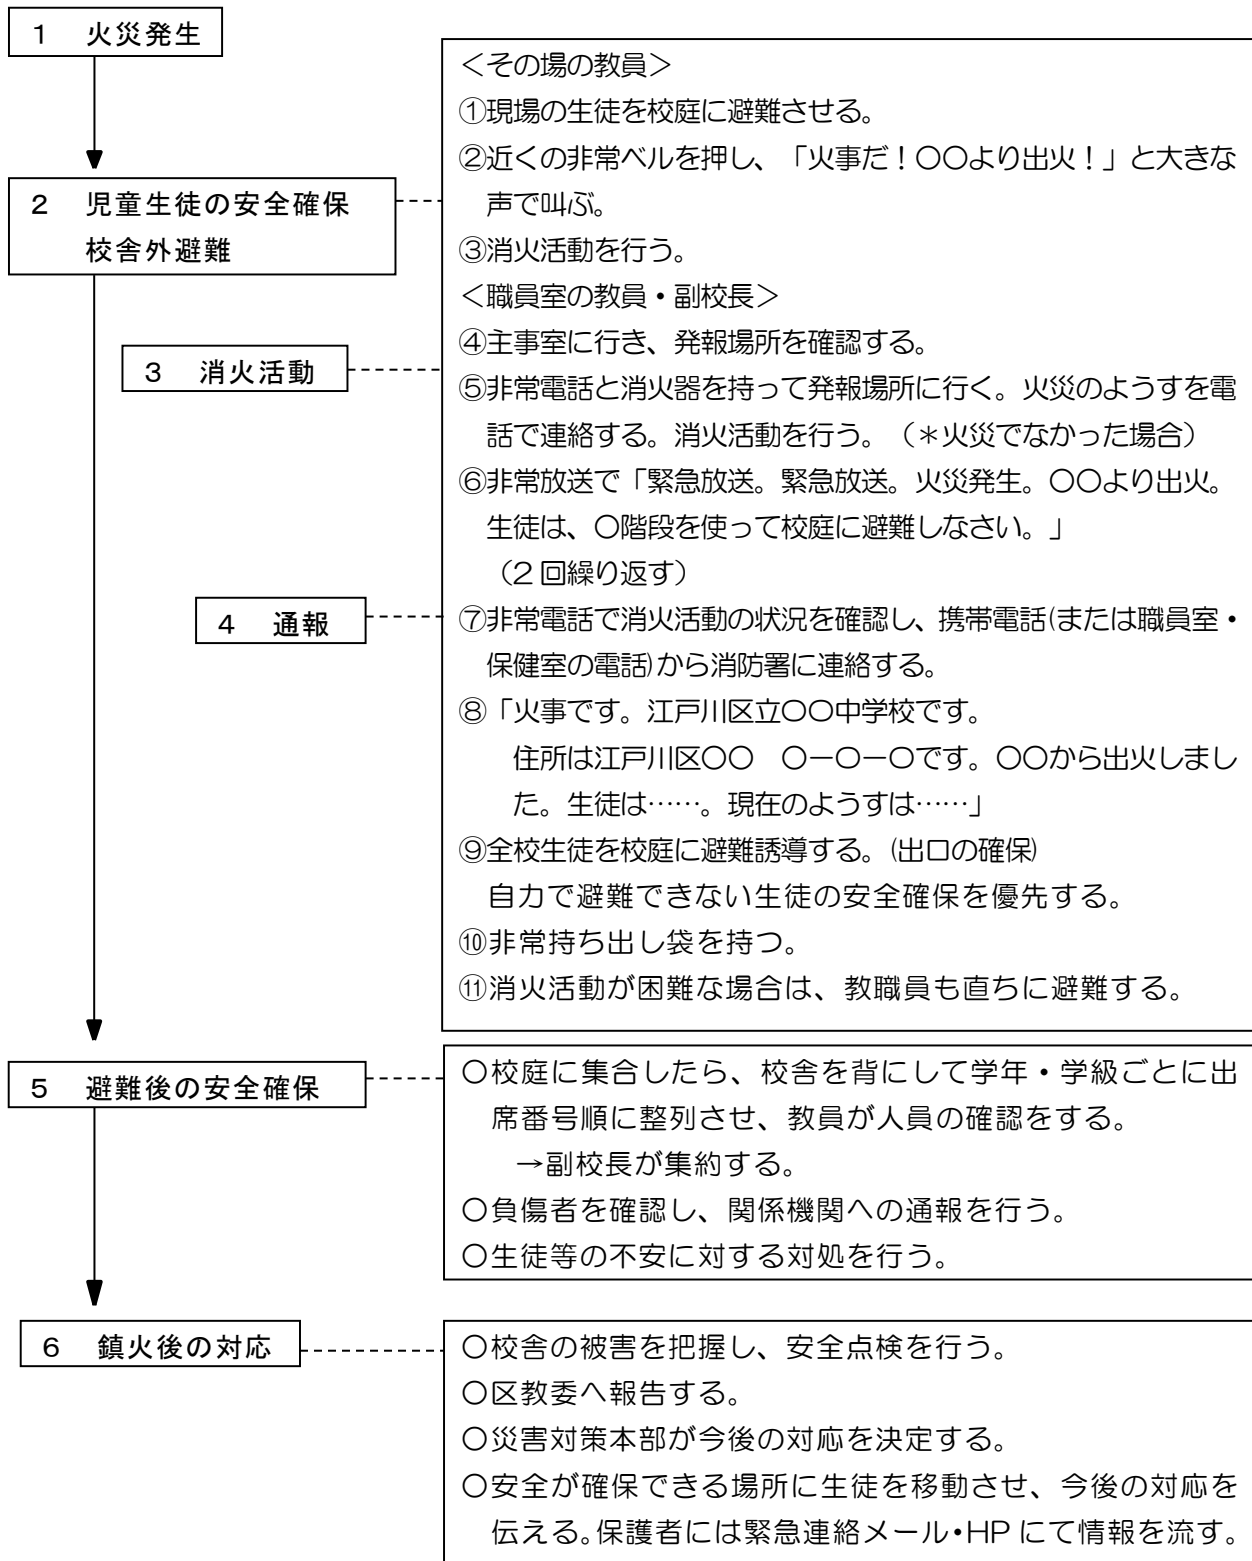 1　火災発生
2　児童生徒の安全確保
校舎外避難
3　消火活動
4　通報
＜その場の教員＞
①現場の生徒を校庭に避難させる。
②近くの非常ベルを押し、「火事だ！〇〇より出火！」と大きな
声で叫ぶ。
③消火活動を行う。
＜職員室の教員・副校長＞
④主事室に行き、発報場所を確認する。
⑤非常電話と消火器を持って発報場所に行く。火災のようすを電
話で連絡する。消火活動を行う。（＊火災でなかった場合）
⑥非常放送で「緊急放送。緊急放送。火災発生。〇〇より出火。
生徒は、〇階段を使って校庭に避難しなさい。」
（2回繰り返す）
⑦非常電話で消火活動の状況を確認し、携帯電話(または職員室・
保健室の電話)から消防署に連絡する。
⑧「火事です。江戸川区立〇〇中学校です。
住所は江戸川区〇〇　〇－〇－〇です。〇〇から出火しまし
た。生徒は……。現在のようすは……」
⑨全校生徒を校庭に避難誘導する。(出口の確保)
自力で避難できない生徒の安全確保を優先する。
⑩非常持ち出し袋を持つ。
⑪消火活動が困難な場合は、教職員も直ちに避難する。
5　避難後の安全確保
〇校庭に集合したら、校舎を背にして学年・学級ごとに出
席番号順に整列させ、教員が人員の確認をする。
→副校長が集約する。
〇負傷者を確認し、関係機関への通報を行う。
〇生徒等の不安に対する対処を行う。
6　鎮火後の対応
〇校舎の被害を把握し、安全点検を行う。
〇区教委へ報告する。
〇災害対策本部が今後の対応を決定する。
〇安全が確保できる場所に生徒を移動させ、今後の対応を
伝える。保護者には緊急連絡メール・HPにて情報を流す。